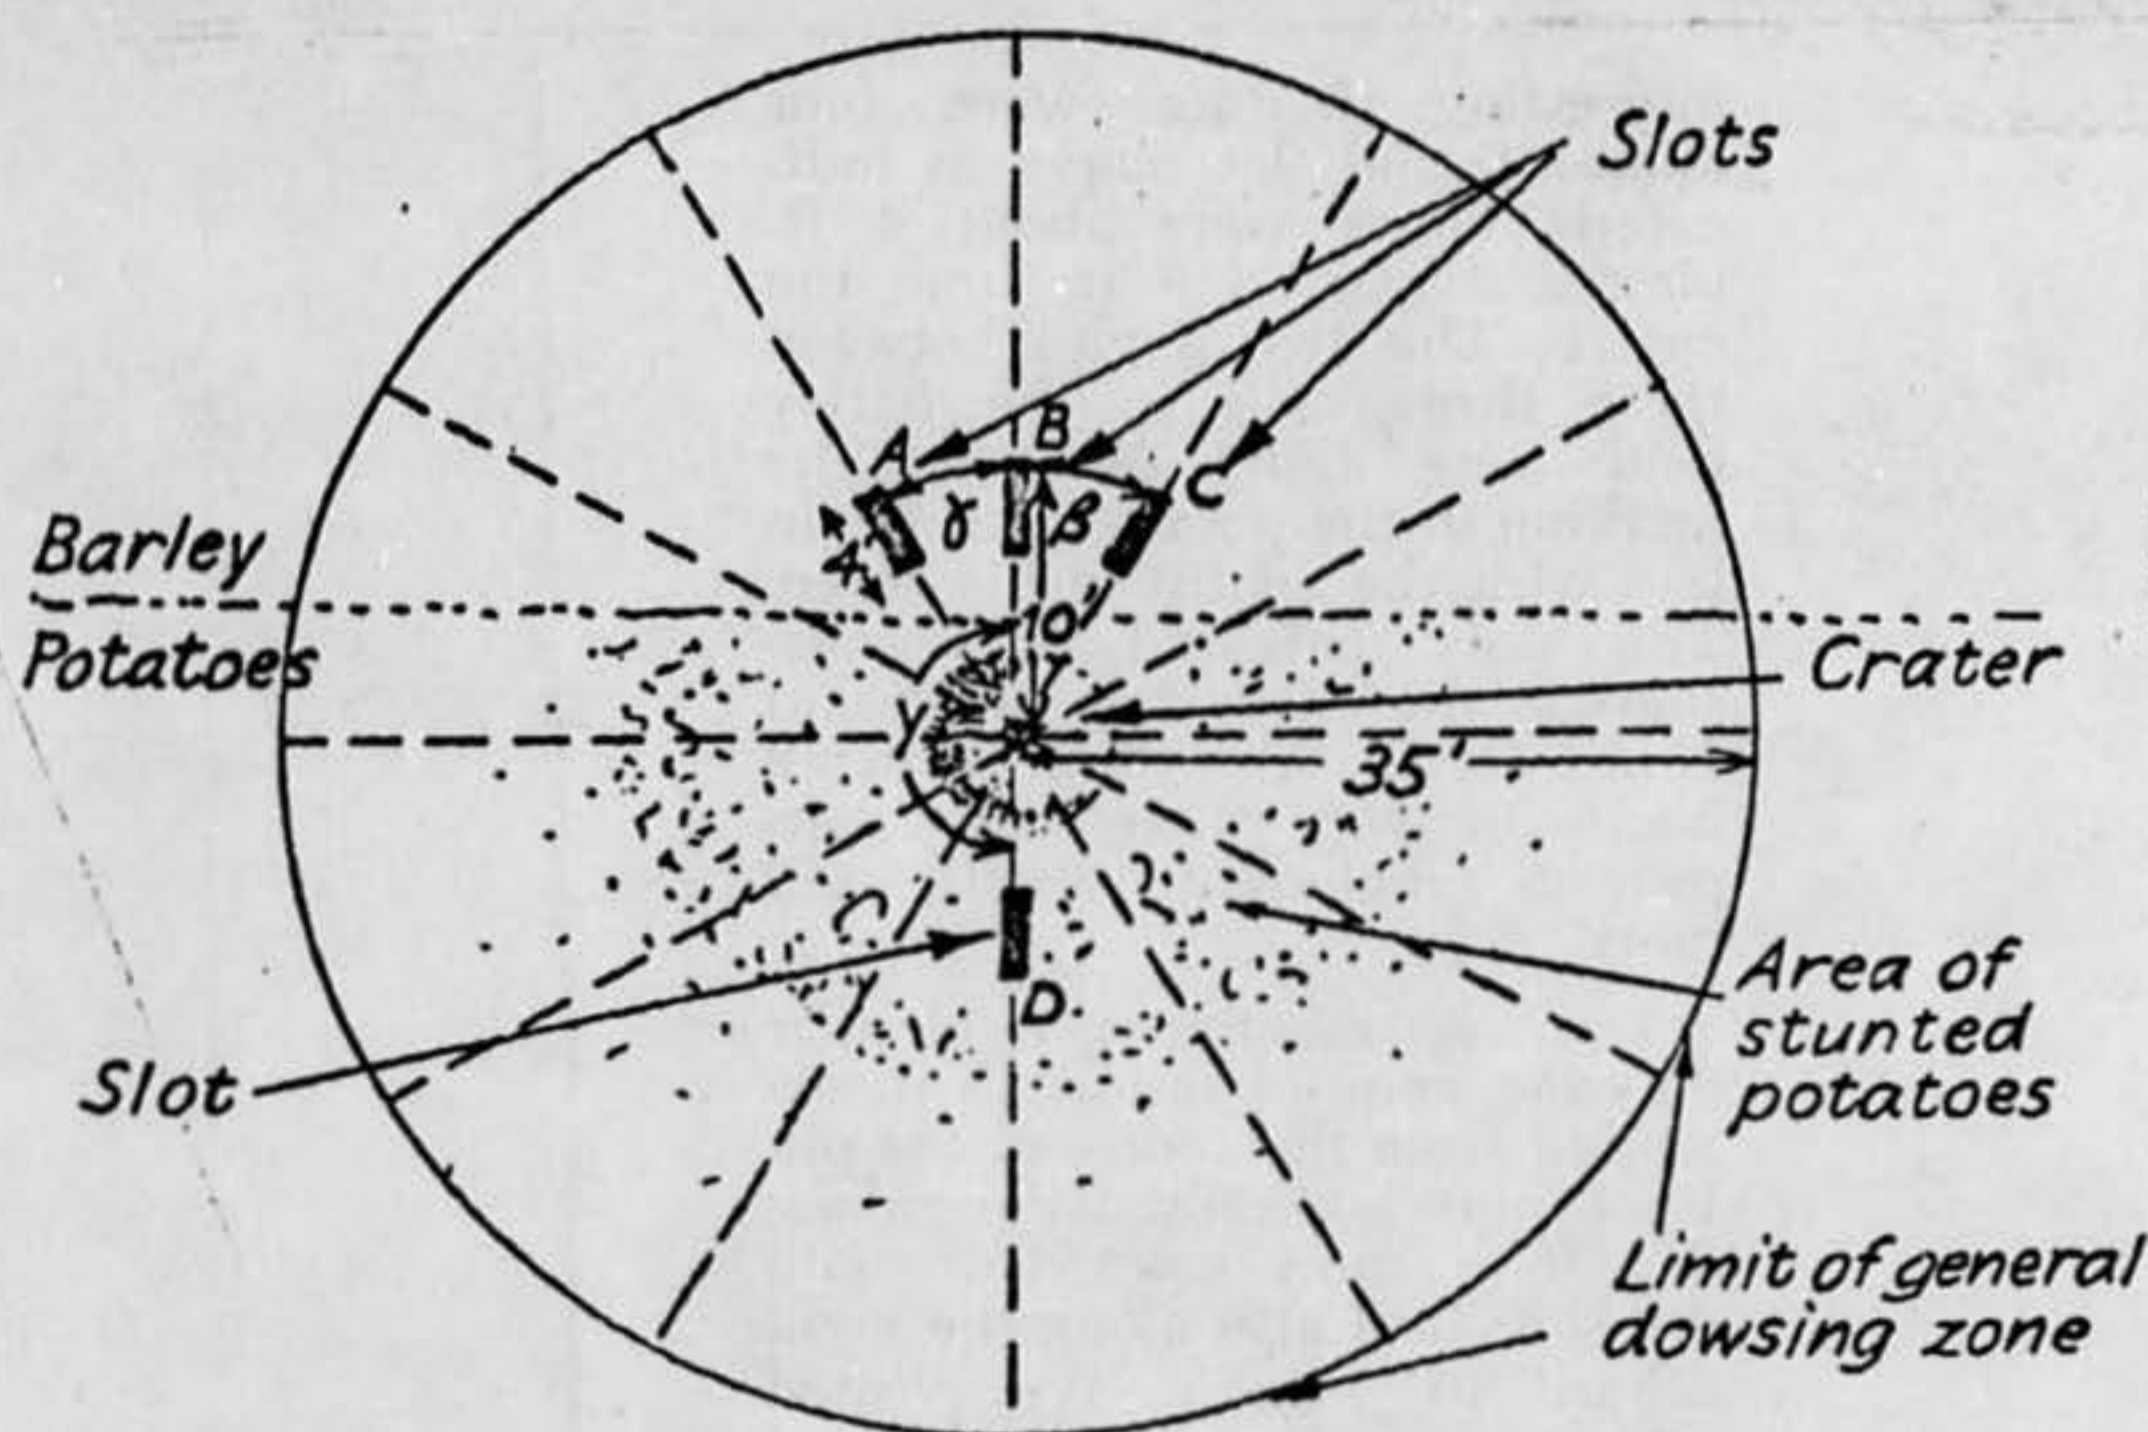 Slots
B
A
C
γ
β
4'
Barley
10'
Potatoes
Crater
γ
35'
D.
Area of
stunted
potatoes
Slot
Limit of general
dowsing zone